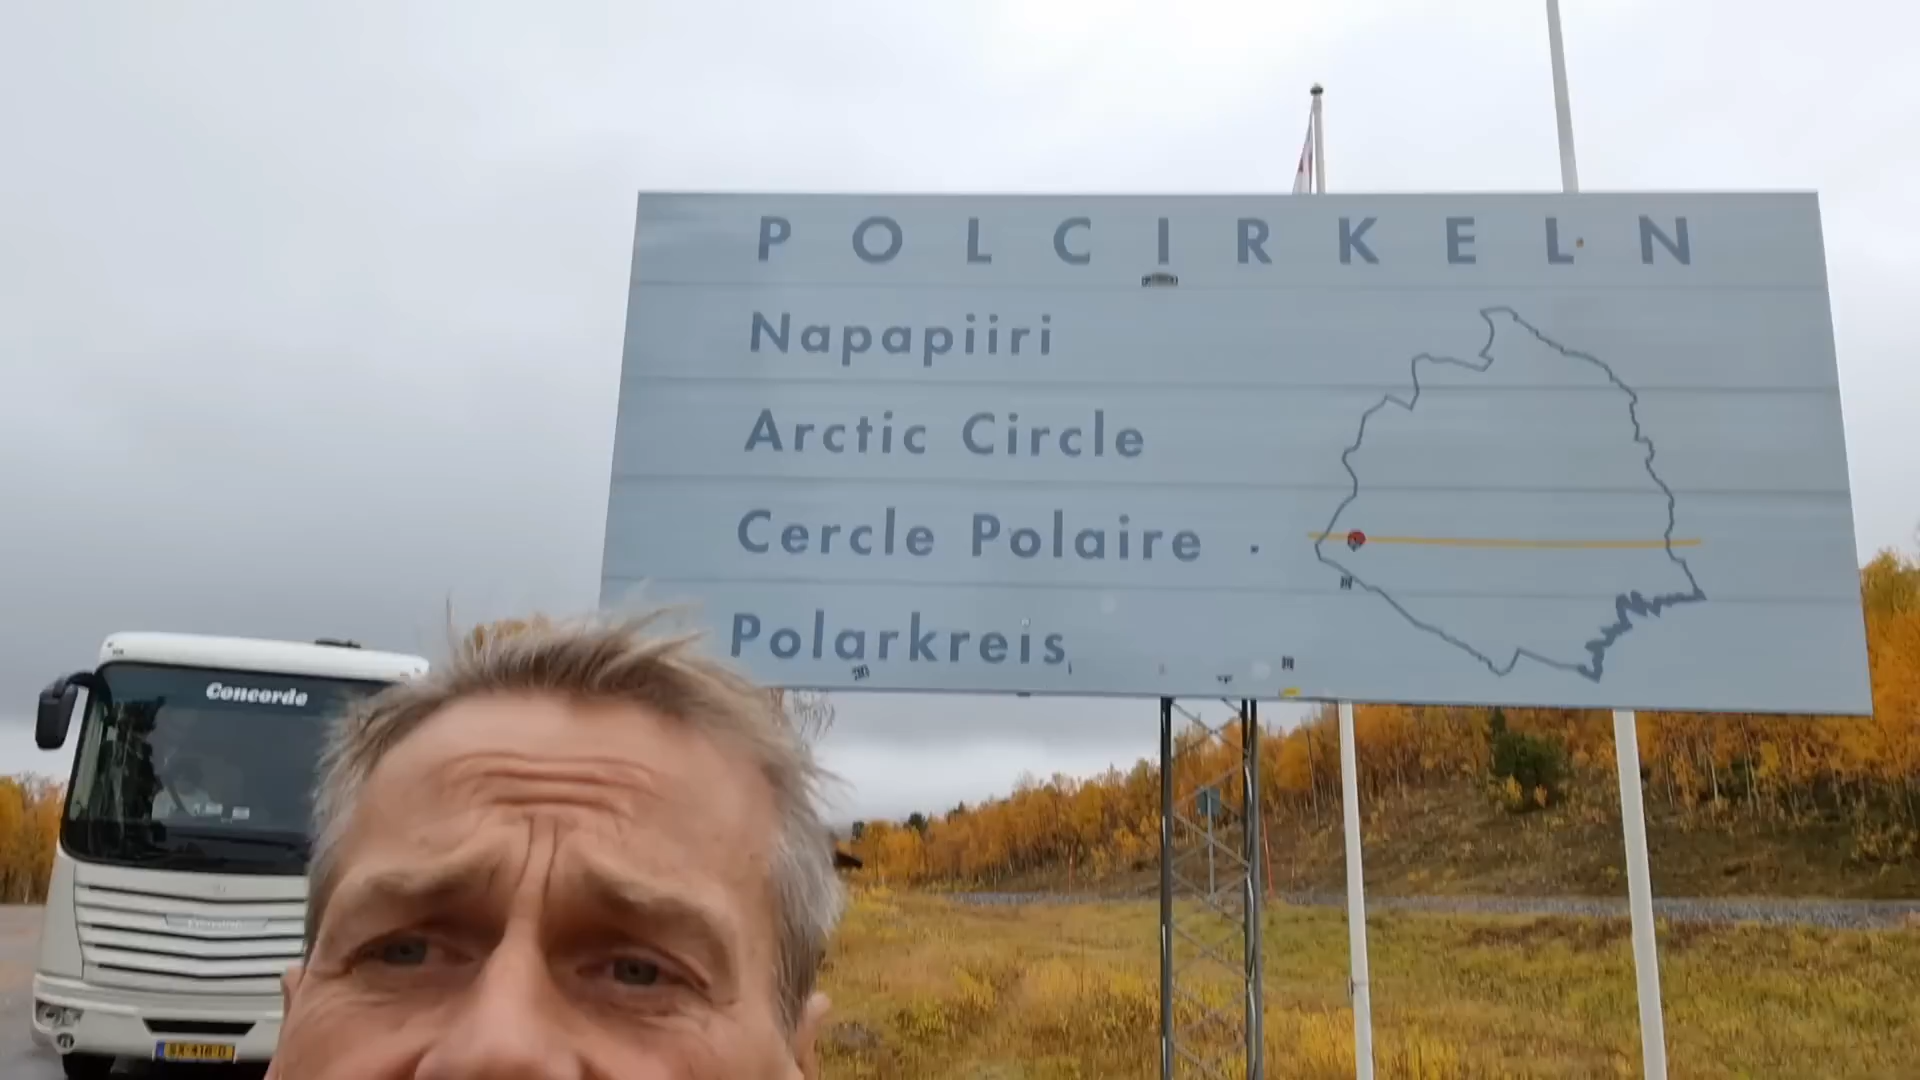 POLCIRKELN
Napapiiri
Arctic Circle
Cercle Polaire
Polarkreis
Concorde